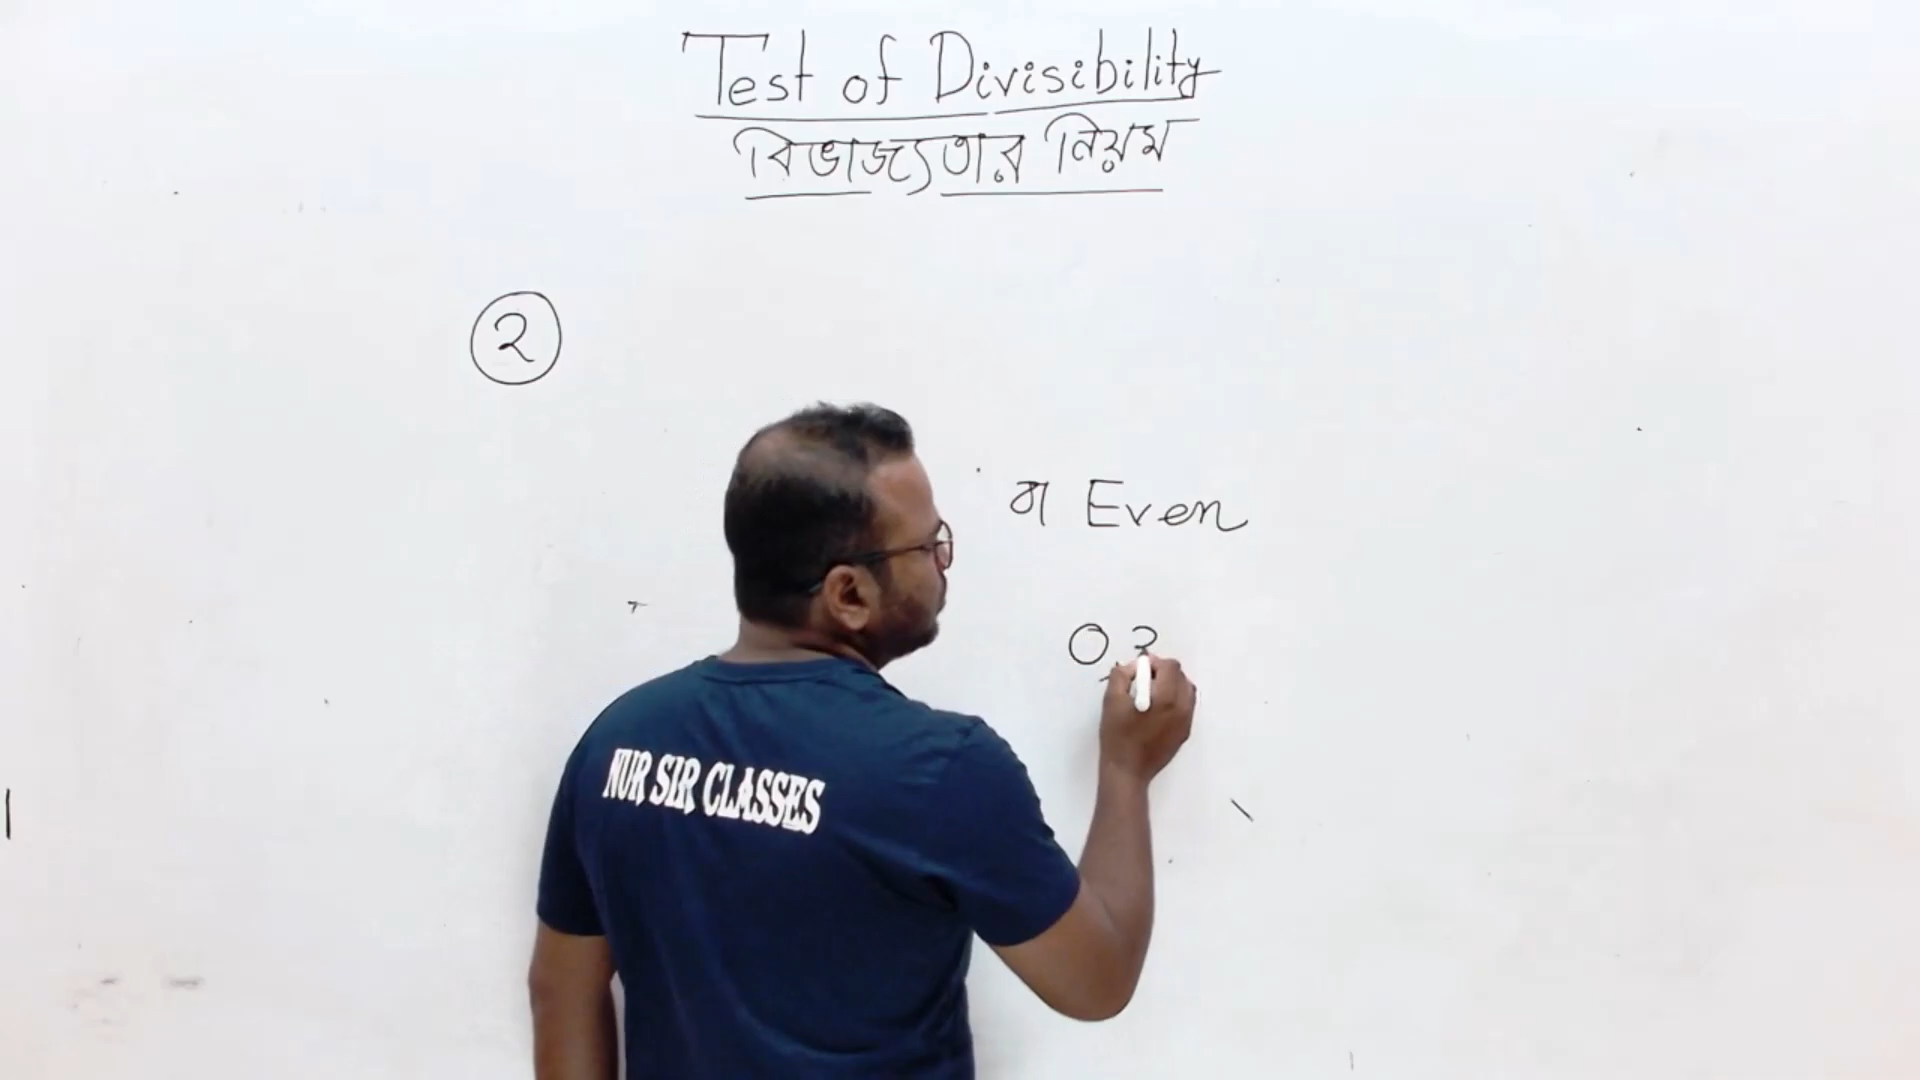 Test of Divisibility
বিভাজ্যতার নিয়ম
২
বা Even
0,2
NUR SIR CLASSES